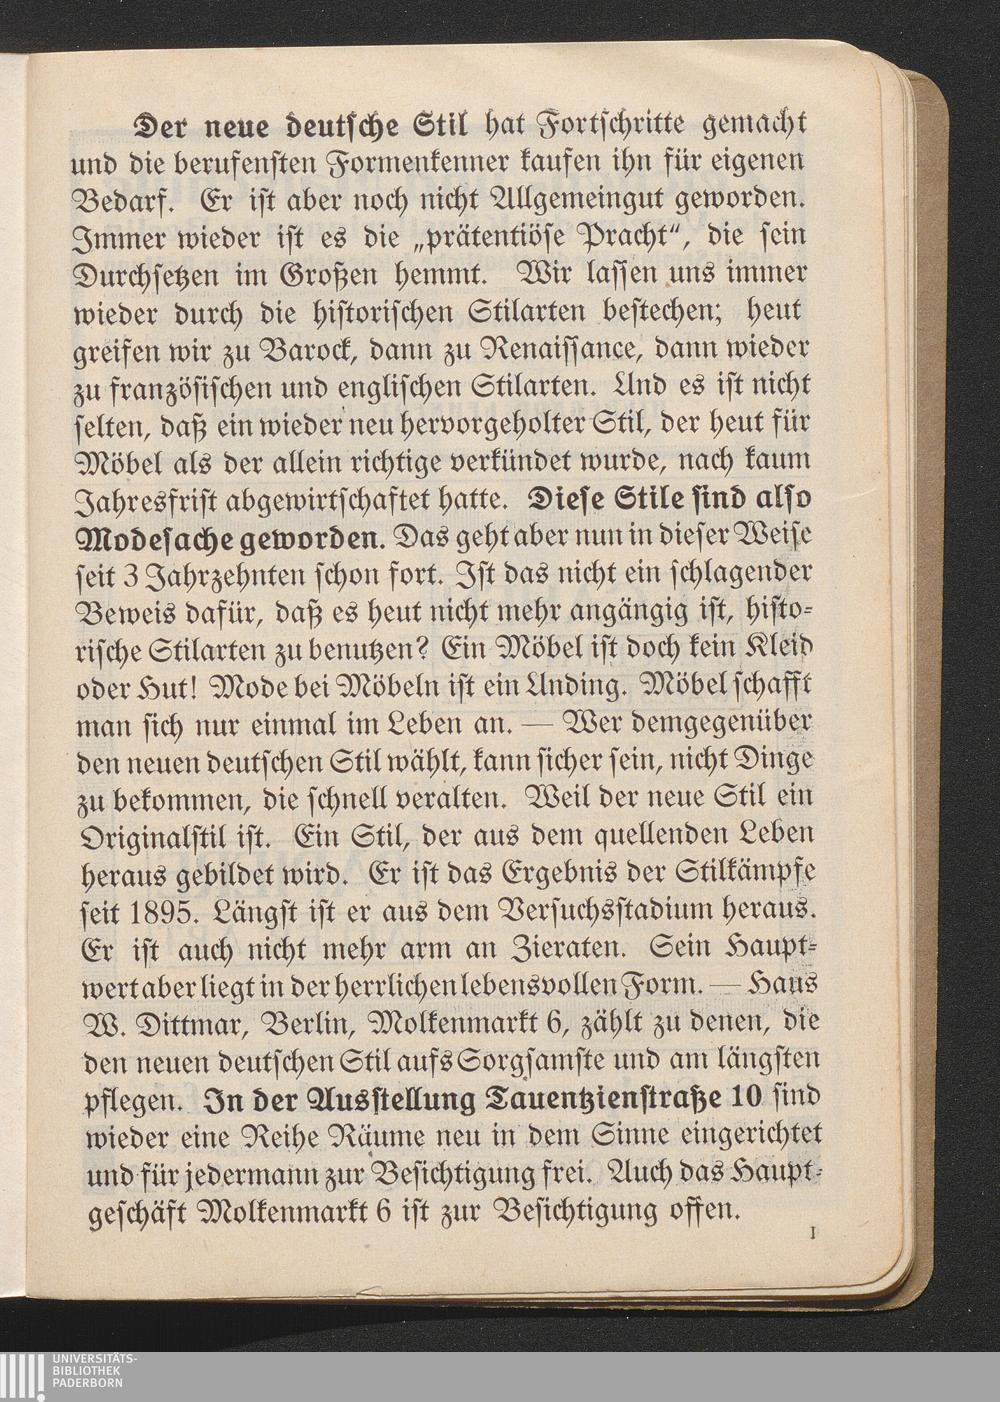 Der neue deutsche Stil hat Fortschritte gemacht
und die berufensten Formenkenner kaufen ihn für eigenen
Bedarf. Er ist aber noch nicht Allgemeingut geworden.
Immer wieder ist es die „prätentiöse Pracht“, die sein
Durchsetzen im Großen hemmt. Wir lassen uns immer
wieder durch die historischen Stilarten bestechen; heut
greifen wir zu Barock, dann zu Renaissance, dann wieder
zu französischen und englischen Stilarten. Und es ist nicht
selten, daß ein wieder neu hervorgeholter Stil, der heut für
Möbel als der allein richtige verkündet wurde, nach kaum
Jahresfrist abgewirtschaftet hatte. Diese Stile sind also
Modesache geworden. Das geht aber nun in dieser Weise
seit 3 Jahrzehnten schon fort. Ist das nicht ein schlagender
Beweis dafür, daß es heut nicht mehr angängig ist, histo-
rische Stilarten zu benutzen? Ein Möbel ist doch kein Kleid
oder Hut! Mode bei Möbeln ist ein Unding. Möbel schafft
man sich nur einmal im Leben an. — Wer demgegenüber
den neuen deutschen Stil wählt, kann sicher sein, nicht Dinge
zu bekommen, die schnell veralten. Weil der neue Stil ein
Originalstil ist. Ein Stil, der aus dem quellenden Leben
heraus gebildet wird. Er ist das Ergebnis der Stilkämpfe
seit 1895. Längst ist er aus dem Versuchsstadium heraus.
Er ist auch nicht mehr arm an Zieraten. Sein Haupt-
wert aber liegt in der herrlichen lebensvollen Form. — Haus
W. Dittmar, Berlin, Molkenmarkt 6, zählt zu denen, die
den neuen deutschen Stil aufs Sorgsamste und am längsten
pflegen. In der Ausstellung Tauentzienstraße 10 sind
wieder eine Reihe Räume neu in dem Sinne eingerichtet
und für jedermann zur Besichtigung frei. Auch das Haupt-
geschäft Molkenmarkt 6 ist zur Besichtigung offen.
I
UNIVERSITÄTS-
BIBLIOTHEK
PADERBORN